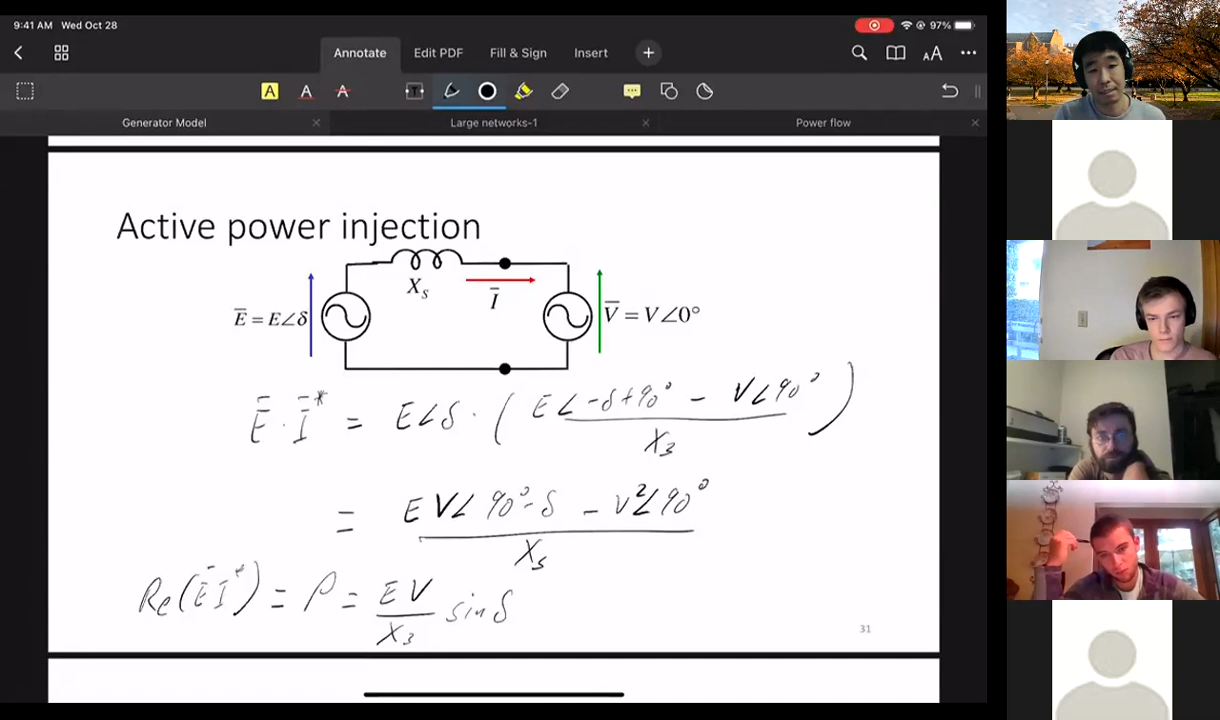 9:41 AM Wed Oct 28
97%
Annotate Edit PDF Fill & Sign Insert
AA
A A A T
Generator Model Large networks-1 Power flow
Active power injection
X_s
Ī
Ē = E∠δ
V̄ = V∠0°
Ē · Ī* = E∠δ · ( (E∠-δ+90° - V∠90°) / X_s )
= (EV∠90°-δ - V²∠90°) / X_s
Re(Ē Ī*) = P = EV / X_s sin δ
31